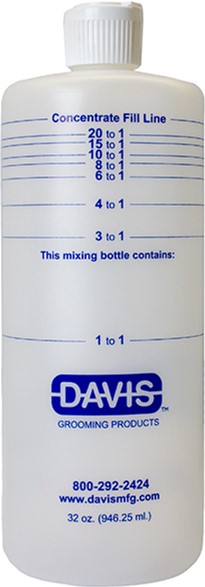 Concentrate Fill Line
20 to 1
15 to 1
10 to 1
8 to 1
6 to 1
4 to 1
3 to 1
This mixing bottle contains:
1 to 1
DAVIS™
GROOMING PRODUCTS
800-292-2424
www.davismfg.com
32 oz. (946.25 ml.)